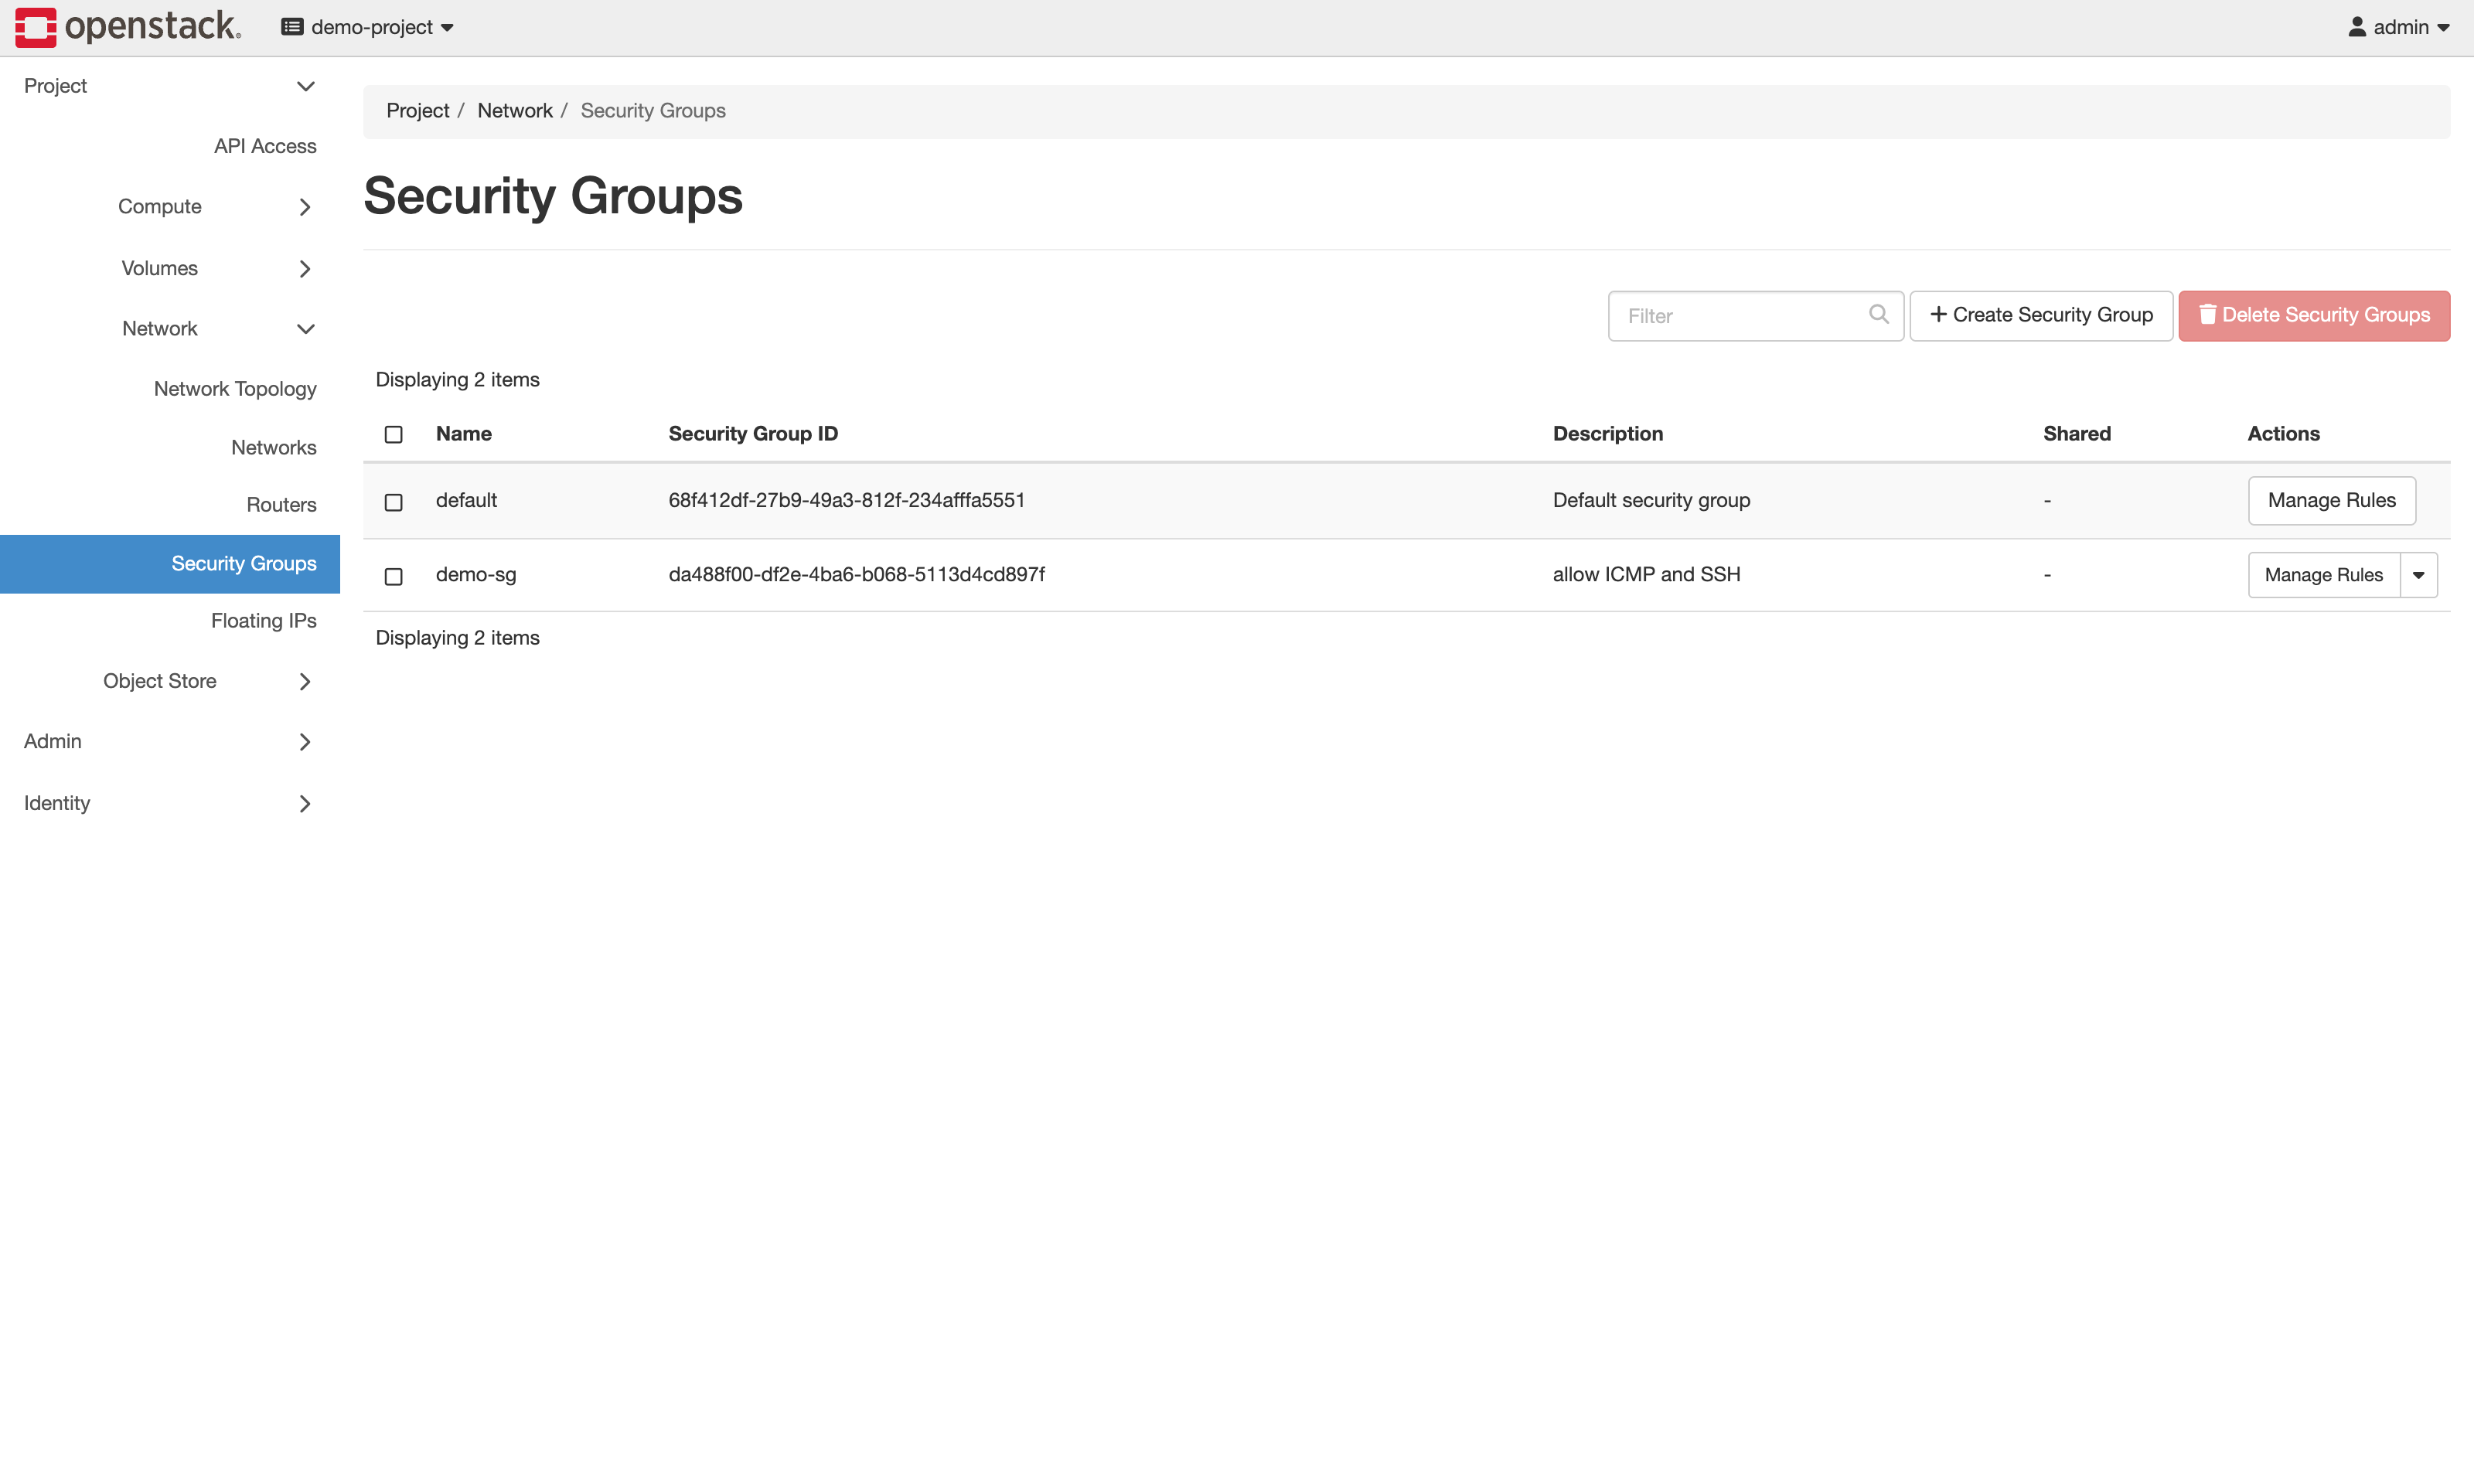 openstack. demo-project admin
Project
API Access
Compute
Volumes
Network
Network Topology
Networks
Routers
Security Groups
Floating IPs
Object Store
Admin
Identity
Project / Network / Security Groups
Security Groups
Filter + Create Security Group Delete Security Groups
Displaying 2 items
Name Security Group ID Description Shared Actions
default 68f412df-27b9-49a3-812f-234afffa5551 Default security group - Manage Rules
demo-sg da488f00-df2e-4ba6-b068-5113d4cd897f allow ICMP and SSH - Manage Rules
Displaying 2 items